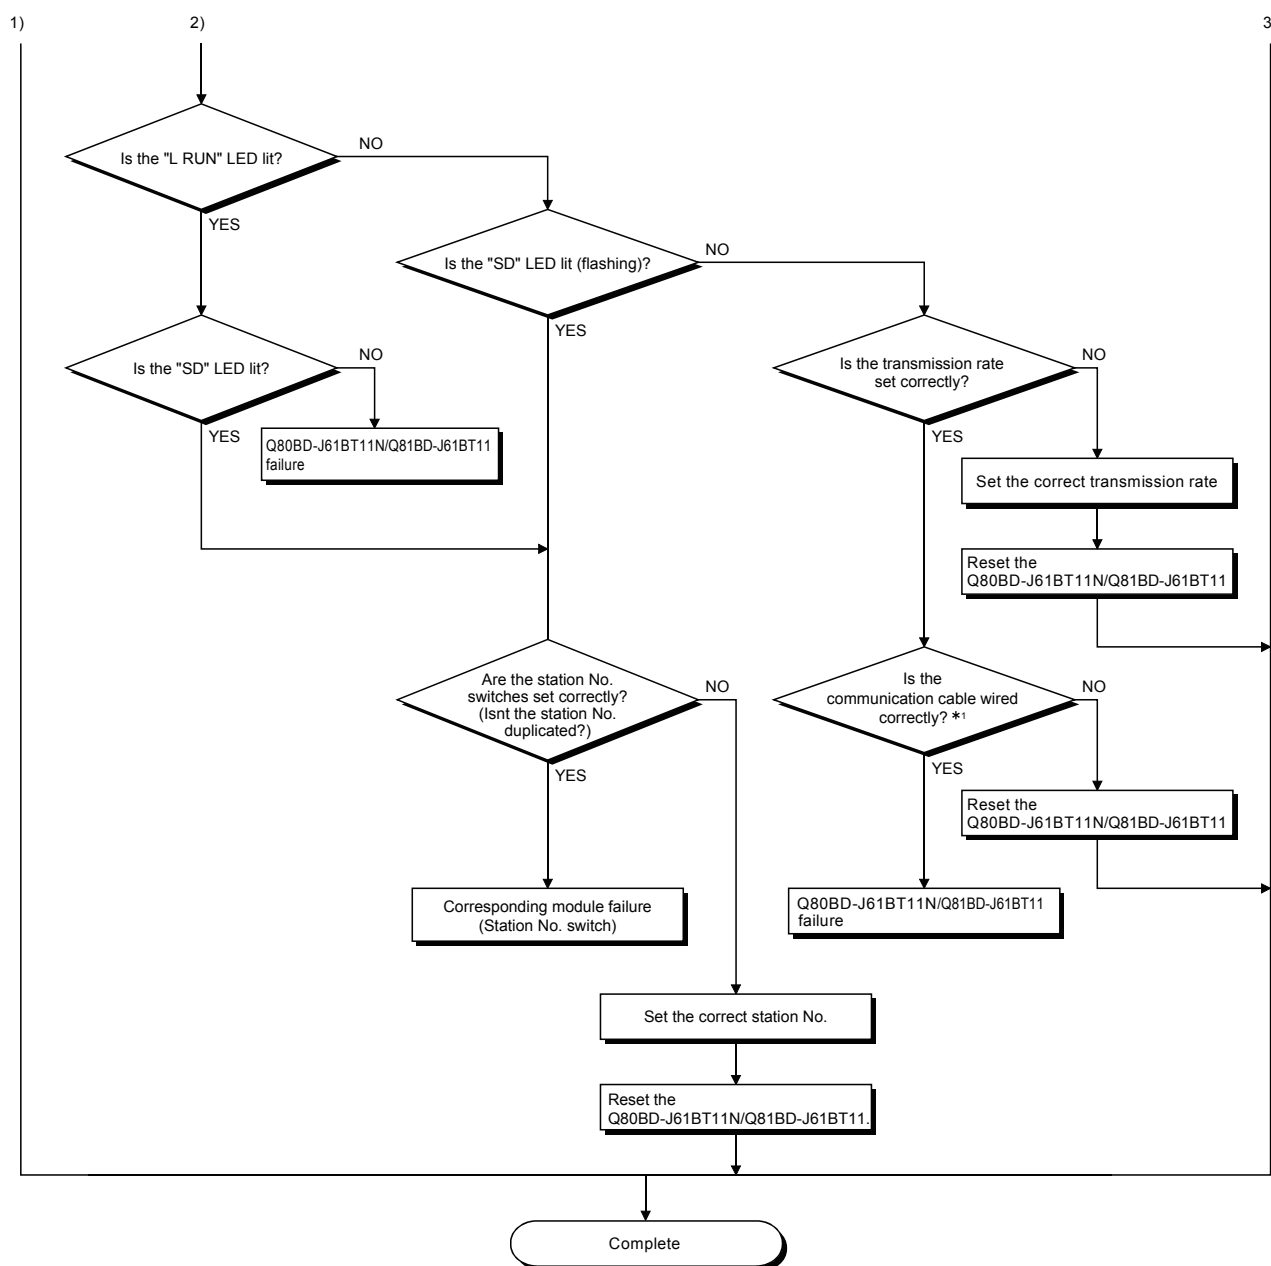 1)
2)
3
Is the "L RUN" LED lit?
NO
YES
Is the "SD" LED lit (flashing)?
NO
YES
Is the "SD" LED lit?
NO
YES
Q80BD-J61BT11N/Q81BD-J61BT11
failure
Is the transmission rate
set correctly?
NO
YES
Set the correct transmission rate
Reset the
Q80BD-J61BT11N/Q81BD-J61BT11
Are the station No.
switches set correctly?
(Isnt the station No.
duplicated?)
NO
YES
Is the
communication cable wired
correctly? *1
NO
YES
Reset the
Q80BD-J61BT11N/Q81BD-J61BT11
Corresponding module failure
(Station No. switch)
Q80BD-J61BT11N/Q81BD-J61BT11
failure
Set the correct station No.
Reset the
Q80BD-J61BT11N/Q81BD-J61BT11.
Complete